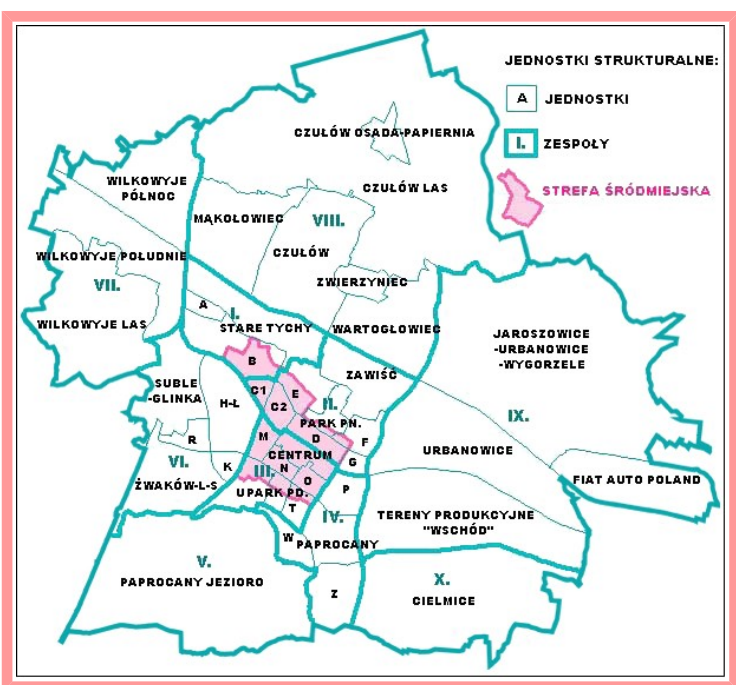 JEDNOSTKI STRUKTURALNE:
A JEDNOSTKI
I. ZESPOŁY
STREFA ŚRÓDMIEJSKA
CZUŁÓW OSADA-PAPIERNIA
WILKOWYJE
PÓŁNOC
CZUŁÓW LAS
MĄKOŁOWIEC
VIII.
CZUŁÓW
WILKOWYJE POŁUDNIE
VII.
ZWIERZYNIEC
A
I.
WILKOWYJE LAS
STARE TYCHY
WARTOGŁOWIEC
JAROSZOWICE
-URBANOWICE
-WYGORZELE
B
ZAWIŚĆ
SUBLE
-GLINKA
H-Ł
C1
E
C2
II.
PARK PN.
IX.
R
M
D
F
URBANOWICE
CENTRUM
G
VI.
K
III.
N
O
P
FIAT AUTO POLAND
ŻWAKÓW-L-S
U
PARK PD.
T
IV.
TERENY PRODUKCYJNE
"WSCHÓD"
W
PAPROCANY
V.
PAPROCANY JEZIORO
X.
Z
CIELMICE